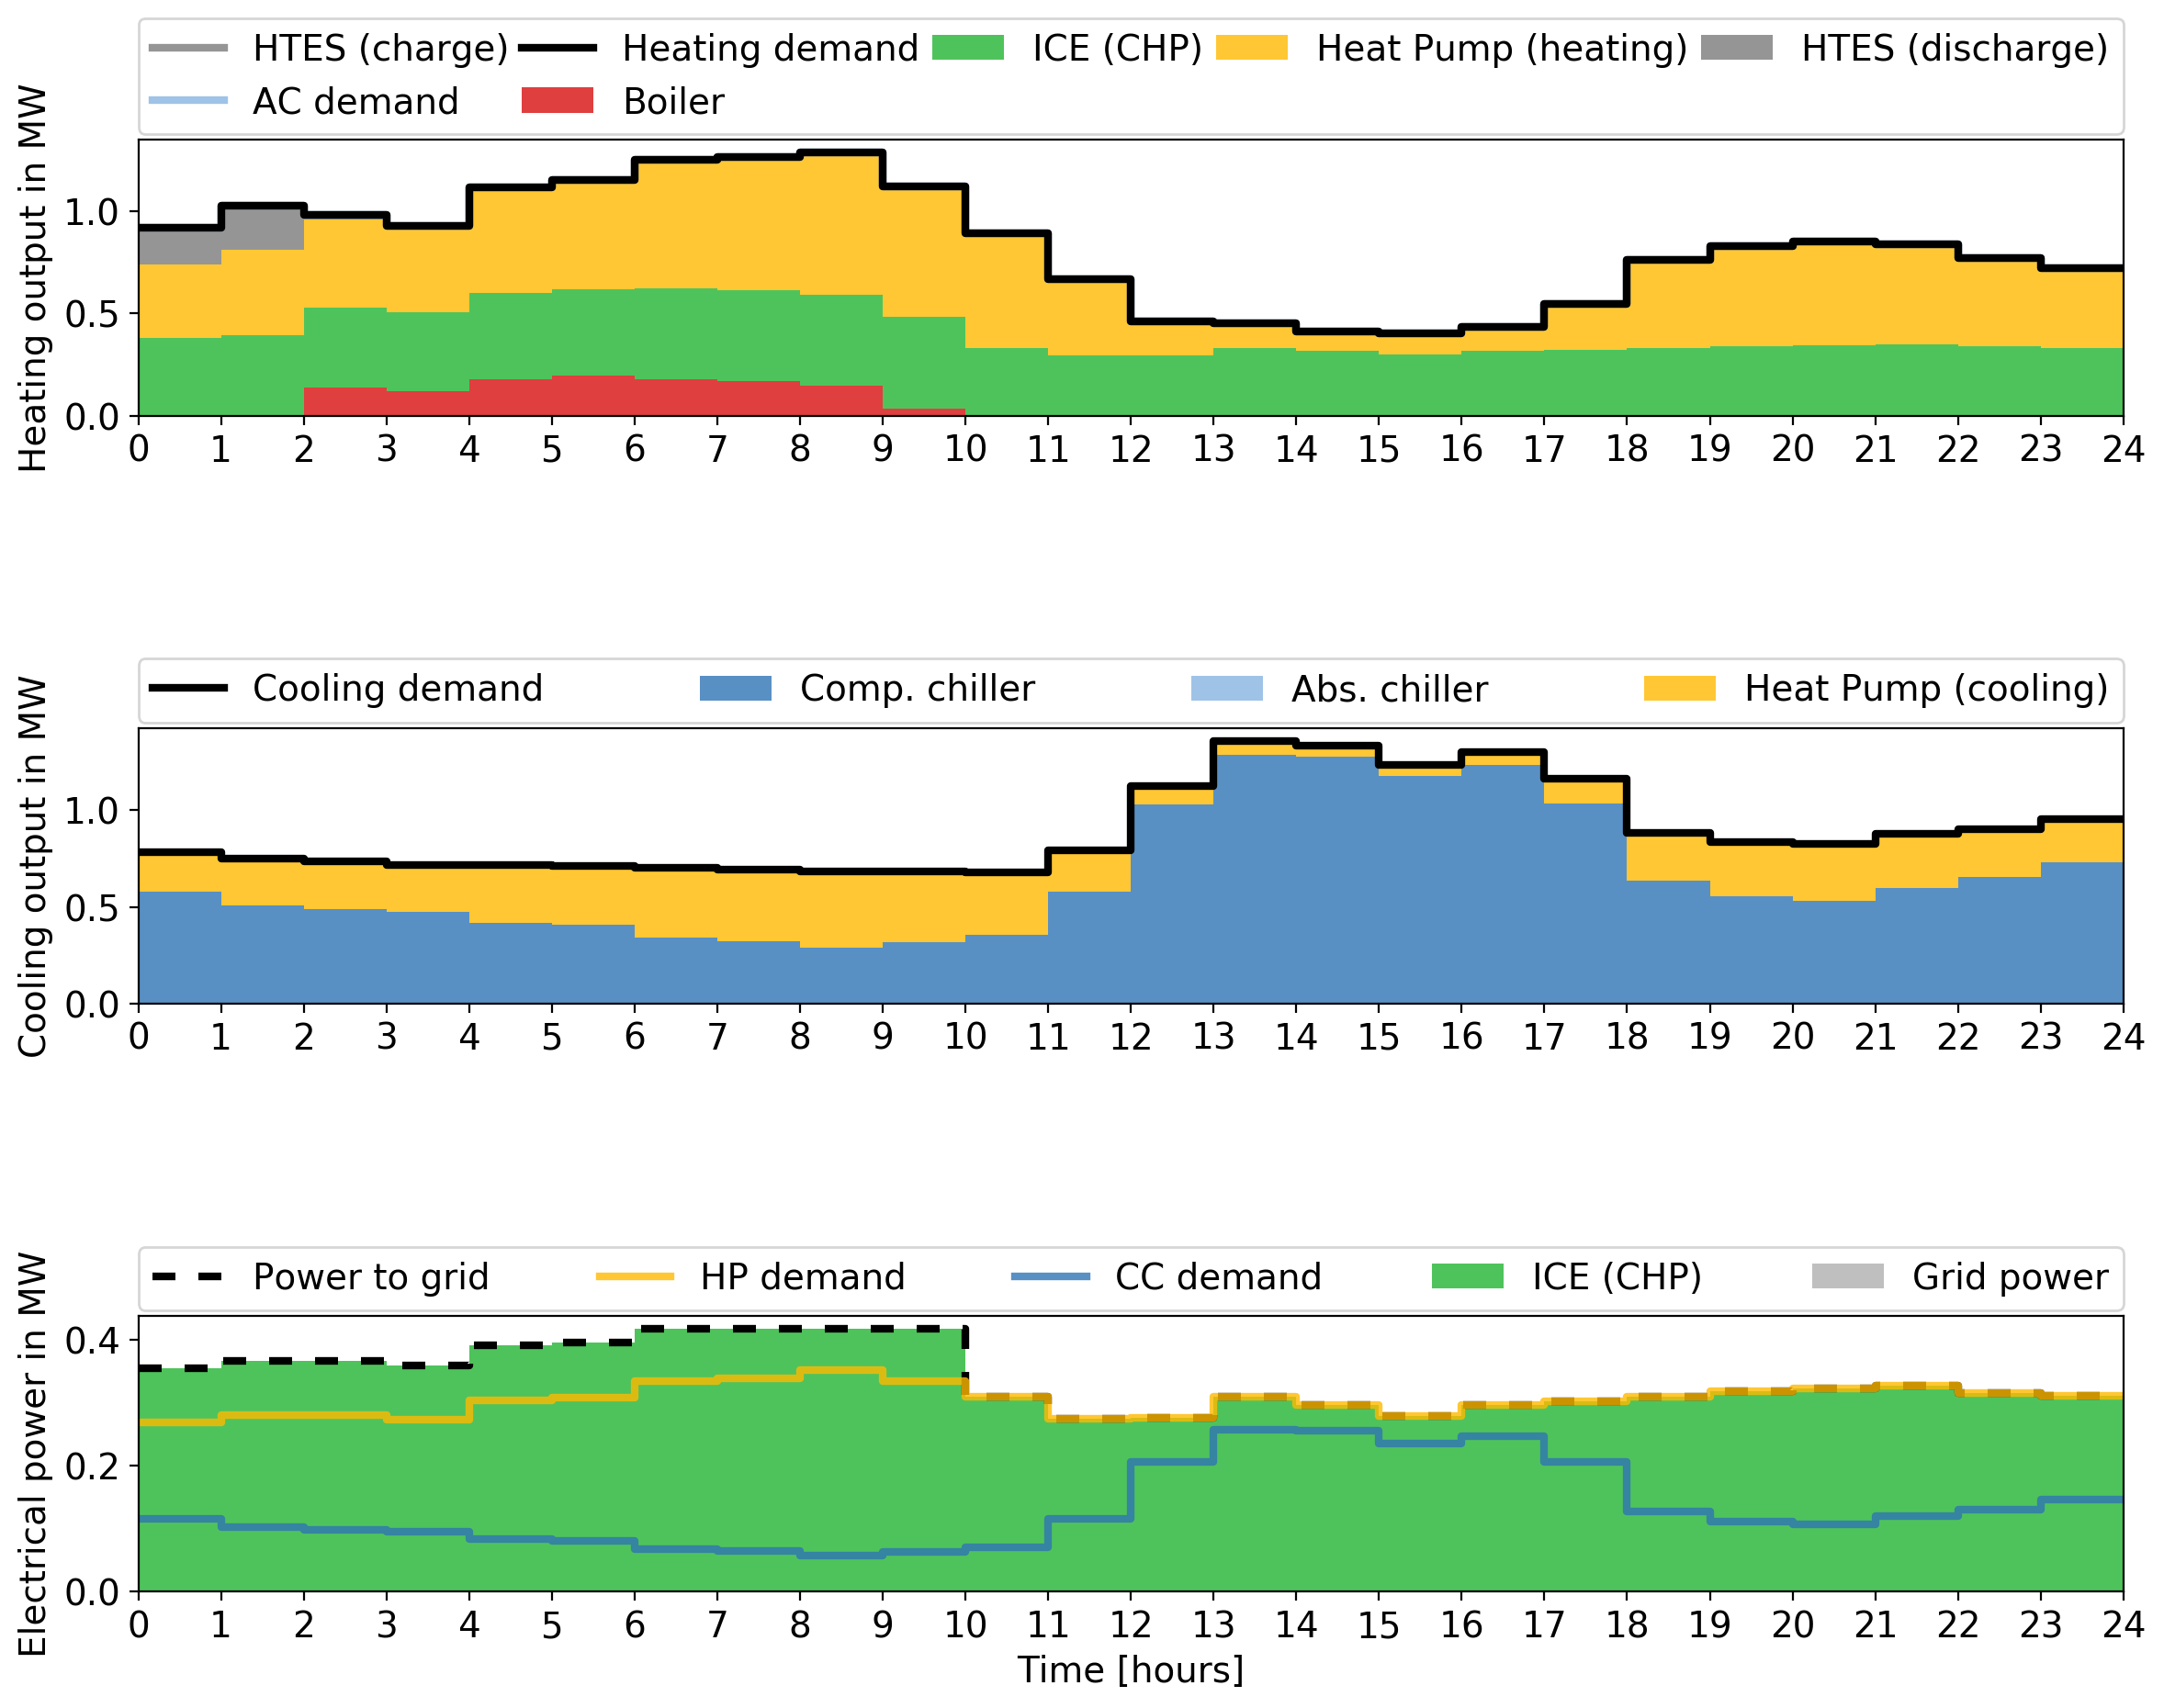 HTES (charge) Heating demand ICE (CHP) Heat Pump (heating) HTES (discharge)
AC demand Boiler
Heating output in MW
1.0
0.5
0.0
0 1 2 3 4 5 6 7 8 9 10 11 12 13 14 15 16 17 18 19 20 21 22 23 24
Cooling demand Comp. chiller Abs. chiller Heat Pump (cooling)
Cooling output in MW
1.0
0.5
0.0
0 1 2 3 4 5 6 7 8 9 10 11 12 13 14 15 16 17 18 19 20 21 22 23 24
Power to grid HP demand CC demand ICE (CHP) Grid power
Electrical power in MW
0.4
0.2
0.0
0 1 2 3 4 5 6 7 8 9 10 11 12 13 14 15 16 17 18 19 20 21 22 23 24
Time [hours]